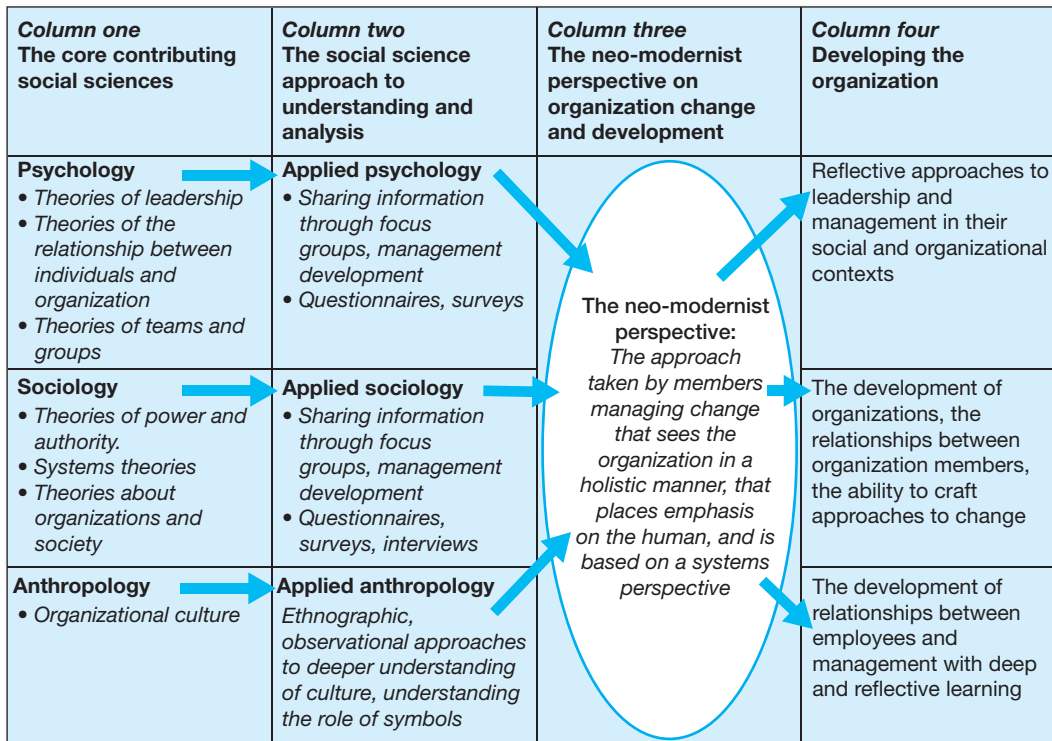 Column one
The core contributing
social sciences
Column two
The social science
approach to
understanding and
analysis
Column three
The neo-modernist
perspective on
organization change
and development
Column four
Developing the
organization
Psychology
• Theories of leadership
• Theories of the
relationship between
individuals and
organization
• Theories of teams and
groups
Applied psychology
• Sharing information
through focus
groups, management
development
• Questionnaires, surveys
The neo-modernist
perspective:
The approach
taken by members
managing change
that sees the
organization in a
holistic manner, that
places emphasis
on the human, and is
based on a systems
perspective
Reflective approaches to
leadership and
management in their
social and organizational
contexts
Sociology
• Theories of power and
authority.
• Systems theories
• Theories about
organizations and
society
Applied sociology
• Sharing information
through focus
groups, management
development
• Questionnaires,
surveys, interviews
The development of
organizations, the
relationships between
organization members,
the ability to craft
approaches to change
Anthropology
• Organizational culture
Applied anthropology
Ethnographic,
observational approaches
to deeper understanding
of culture, understanding
the role of symbols
The development of
relationships between
employees and
management with deep
and reflective learning